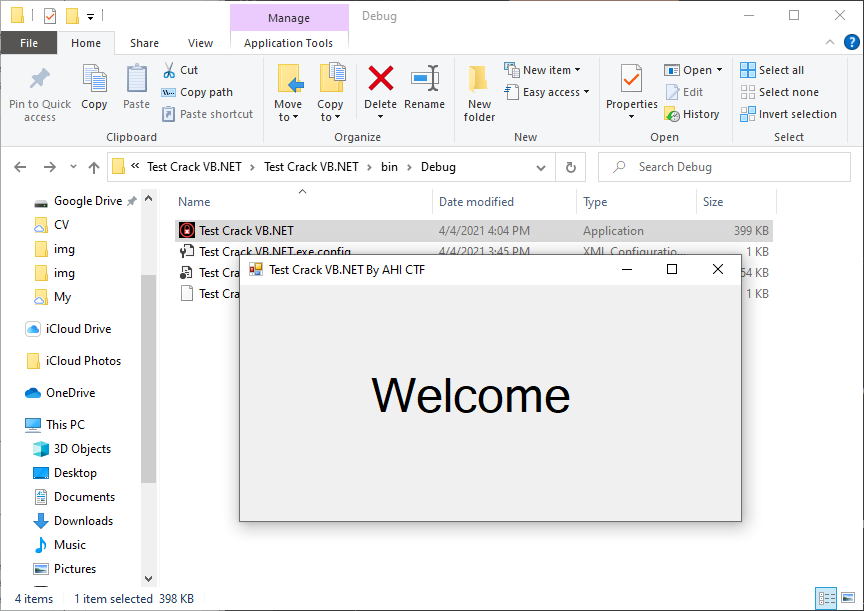 Manage
Debug
File
Home
Share
View
Application Tools
Pin to Quick access
Copy
Paste
Cut
Copy path
Paste shortcut
Clipboard
Move to
Copy to
Delete
Rename
Organize
New folder
New item
Easy access
New
Properties
Open
Edit
History
Open
Select all
Select none
Invert selection
Select
« Test Crack VB.NET > Test Crack VB.NET > bin > Debug
Search Debug
Name
Date modified
Type
Size
Google Drive
CV
img
img
My
iCloud Drive
iCloud Photos
OneDrive
This PC
3D Objects
Desktop
Documents
Downloads
Music
Pictures
Test Crack VB.NET 4/4/2021 4:04 PM Application 399 KB
Test Crack VB.NET.exe.config 4/4/2021 3:45 PM XML Configuratio... 1 KB
Test Cra 54 KB
Test Cra 1 KB
Test Crack VB.NET By AHI CTF
Welcome
4 items 1 item selected 398 KB